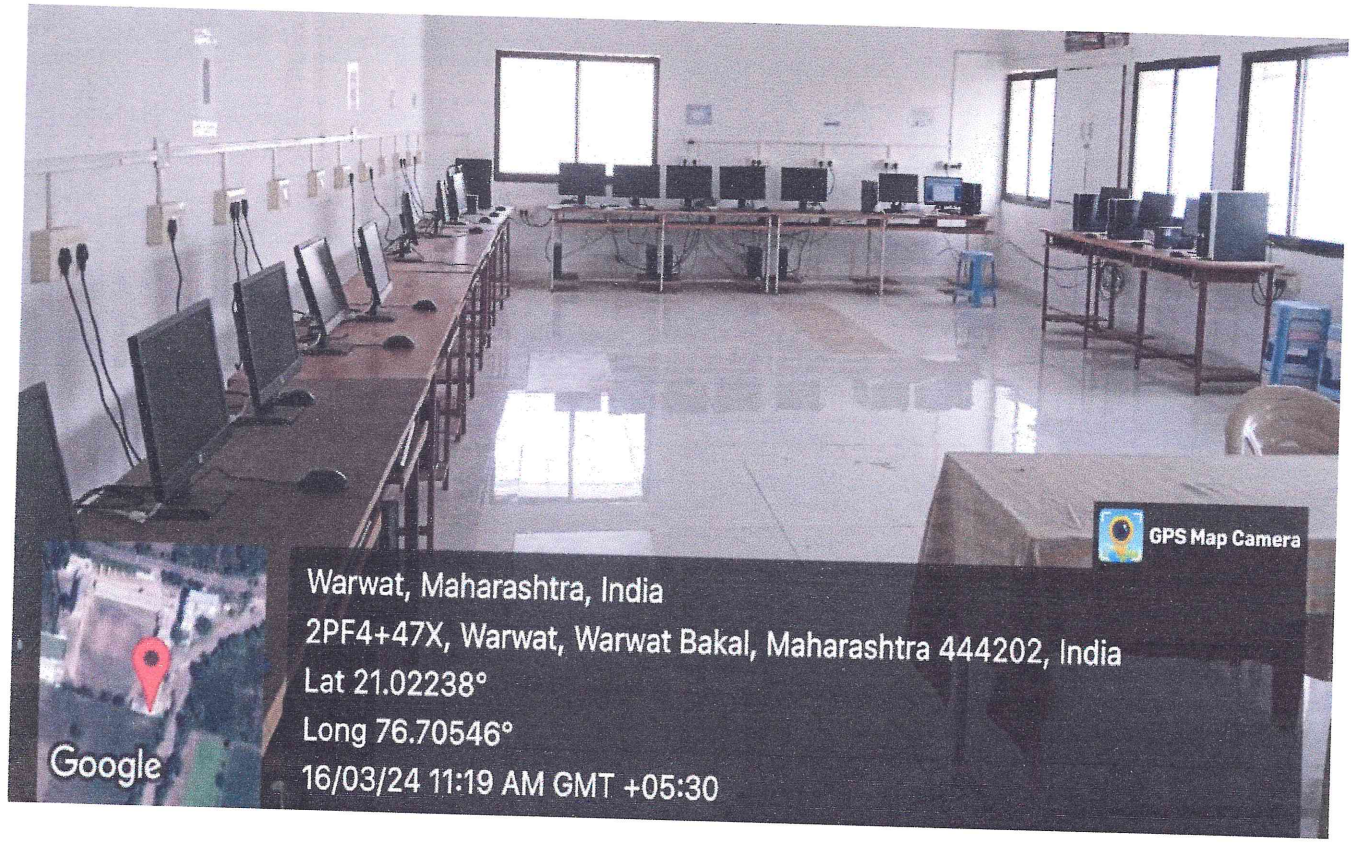 GPS Map Camera
Warwat, Maharashtra, India
2PF4+47X, Warwat, Warwat Bakal, Maharashtra 444202, India
Lat 21.02238°
Long 76.70546°
16/03/24 11:19 AM GMT +05:30
Google